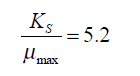 K_S / μ_max = 5.2